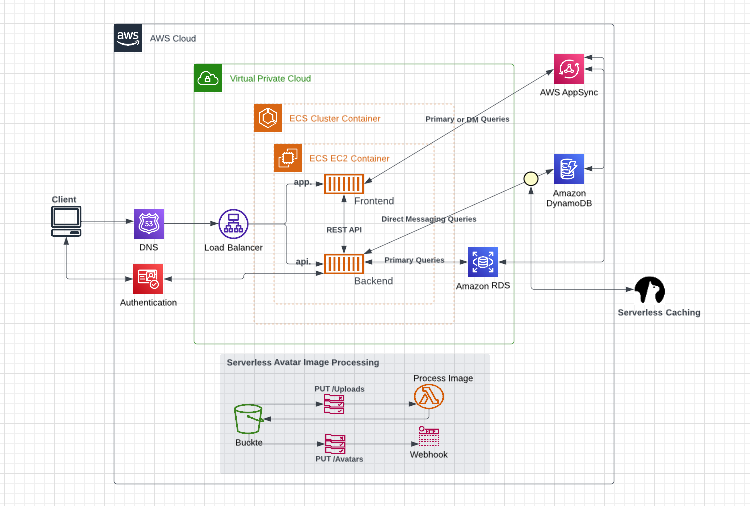 aws
AWS Cloud
Virtual Private Cloud
AWS AppSync
ECS Cluster Container
Primary or DM Queries
ECS EC2 Container
app.
Frontend
Amazon
DynamoDB
Client
53
DNS
Load Balancer
Direct Messaging Queries
REST API
api.
Backend
Primary Queries
Amazon RDS
Authentication
Serverless Caching
Serverless Avatar Image Processing
Process Image
PUT /Uploads
Buckte
PUT /Avatars
Webhook